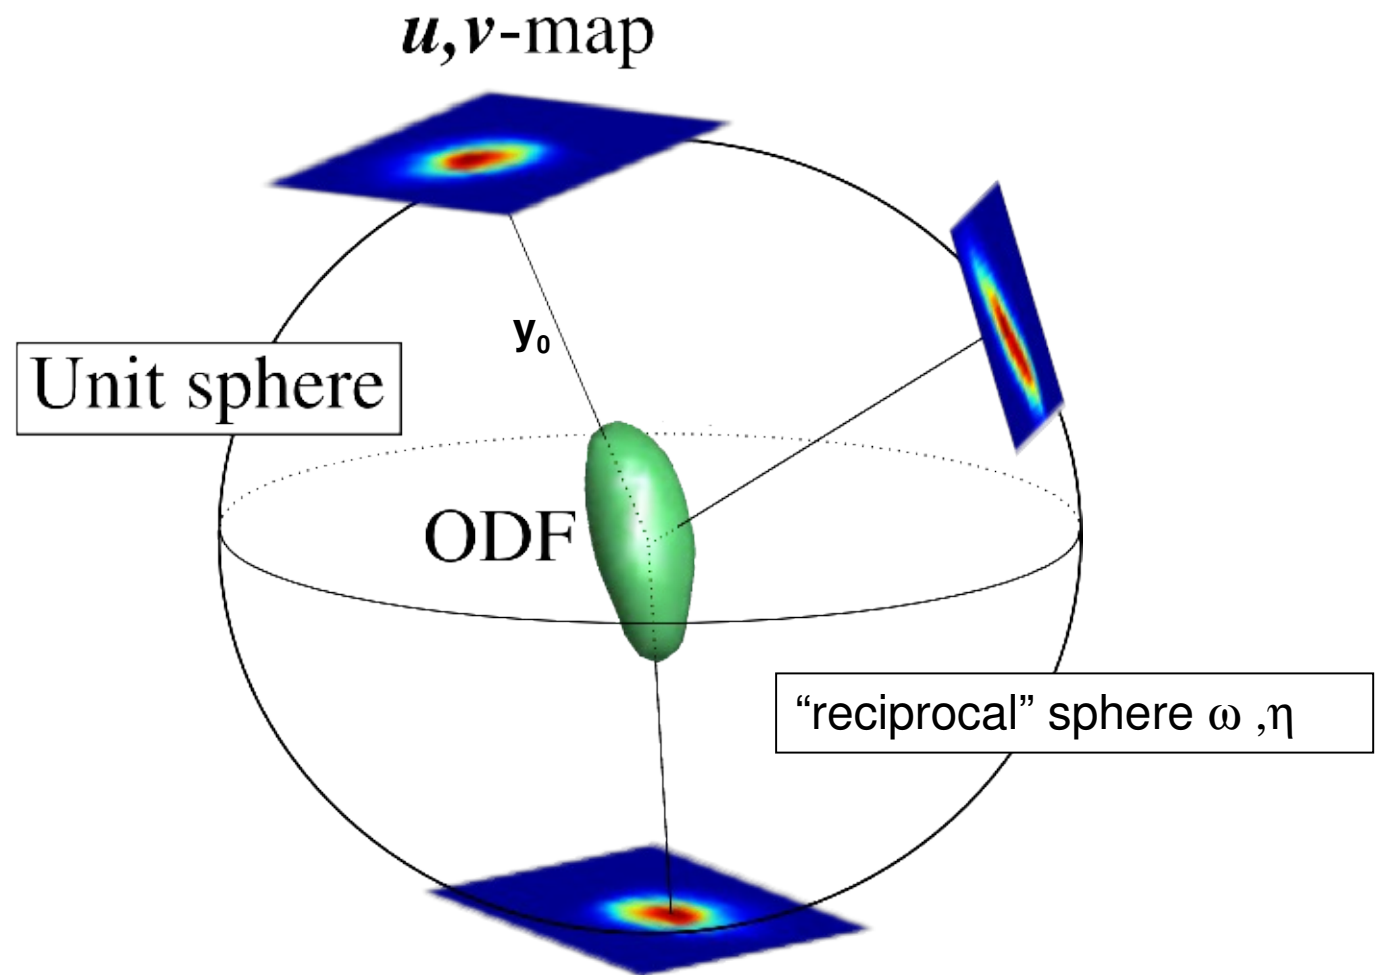 u,v-map
y₀
Unit sphere
ODF
“reciprocal” sphere ω ,η